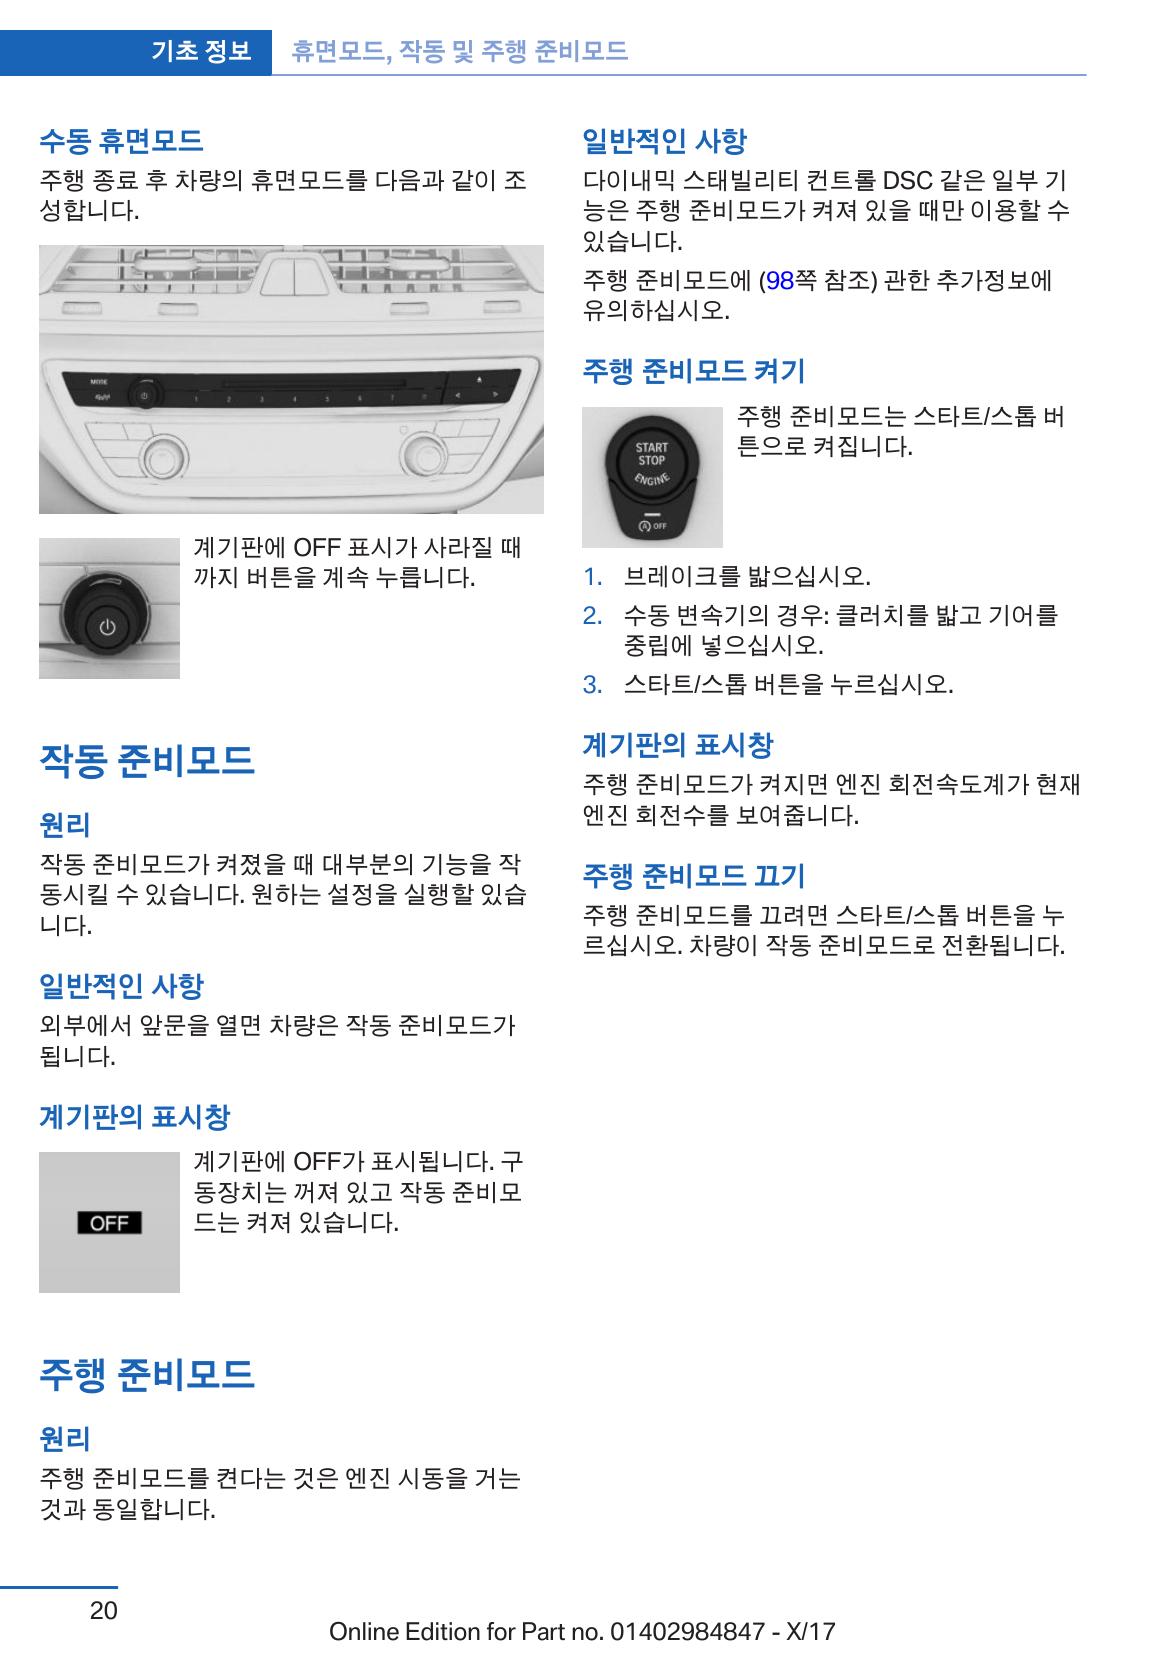 기초 정보 휴면모드, 작동 및 주행 준비모드
수동 휴면모드
주행 종료 후 차량의 휴면모드를 다음과 같이 조
성합니다.
MODE
1 2 3 4 5 6 7
계기판에 OFF 표시가 사라질 때
까지 버튼을 계속 누릅니다.
작동 준비모드
원리
작동 준비모드가 켜졌을 때 대부분의 기능을 작
동시킬 수 있습니다. 원하는 설정을 실행할 있습
니다.
일반적인 사항
외부에서 앞문을 열면 차량은 작동 준비모드가
됩니다.
계기판의 표시창
OFF
계기판에 OFF가 표시됩니다. 구
동장치는 꺼져 있고 작동 준비모
드는 켜져 있습니다.
주행 준비모드
원리
주행 준비모드를 켠다는 것은 엔진 시동을 거는
것과 동일합니다.
일반적인 사항
다이내믹 스태빌리티 컨트롤 DSC 같은 일부 기
능은 주행 준비모드가 켜져 있을 때만 이용할 수
있습니다.
주행 준비모드에 (98쪽 참조) 관한 추가정보에
유의하십시오.
주행 준비모드 켜기
START
STOP
ENGINE
A OFF
주행 준비모드는 스타트/스톱 버
튼으로 켜집니다.
1. 브레이크를 밟으십시오.
2. 수동 변속기의 경우: 클러치를 밟고 기어를
중립에 넣으십시오.
3. 스타트/스톱 버튼을 누르십시오.
계기판의 표시창
주행 준비모드가 켜지면 엔진 회전속도계가 현재
엔진 회전수를 보여줍니다.
주행 준비모드 끄기
주행 준비모드를 끄려면 스타트/스톱 버튼을 누
르십시오. 차량이 작동 준비모드로 전환됩니다.
20
Online Edition for Part no. 01402984847 - X/17